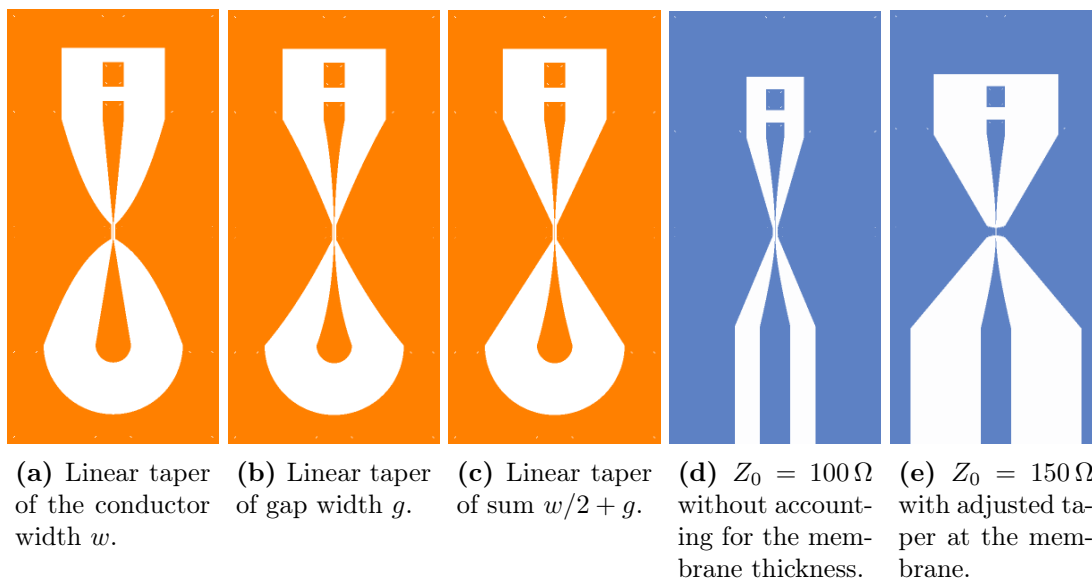 (a) Linear taper
of the conductor
width w.
(b) Linear taper
of gap width g.
(c) Linear taper
of sum w/2 + g.
(d) Z₀ = 100 Ω
without account-
ing for the mem-
brane thickness.
(e) Z₀ = 150 Ω
with adjusted ta-
per at the mem-
brane.